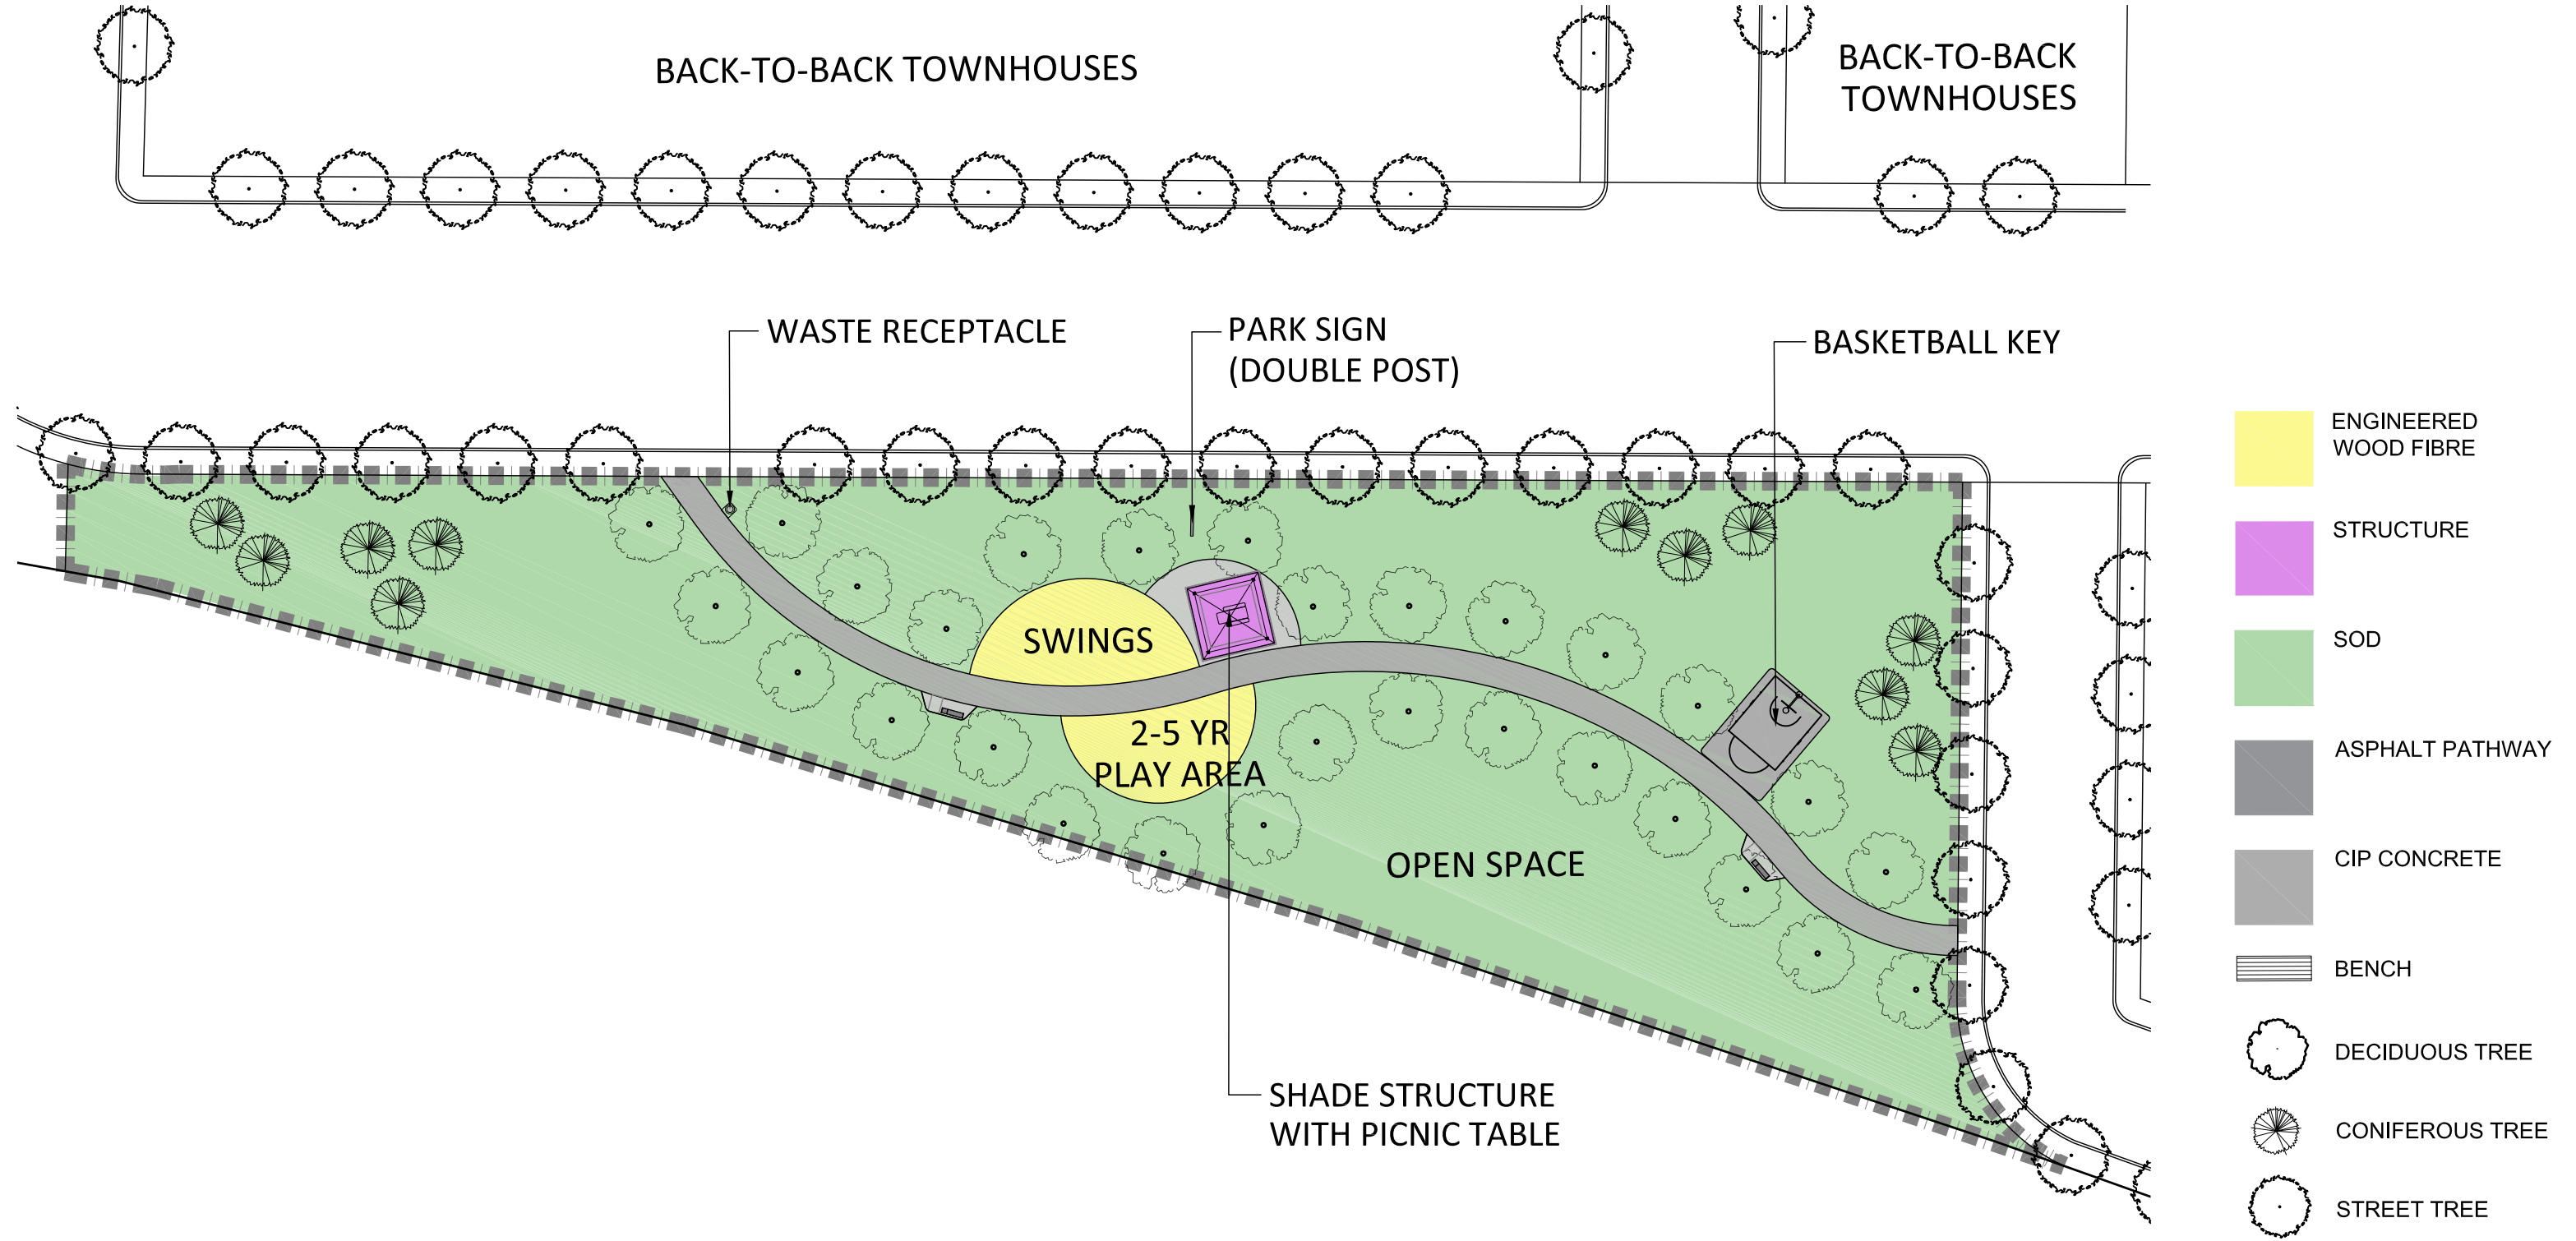 BACK-TO-BACK TOWNHOUSES
BACK-TO-BACK
TOWNHOUSES
WASTE RECEPTACLE
PARK SIGN
(DOUBLE POST)
BASKETBALL KEY
SWINGS
2-5 YR
PLAY AREA
OPEN SPACE
SHADE STRUCTURE
WITH PICNIC TABLE
ENGINEERED
WOOD FIBRE
STRUCTURE
SOD
ASPHALT PATHWAY
CIP CONCRETE
BENCH
DECIDUOUS TREE
CONIFEROUS TREE
STREET TREE